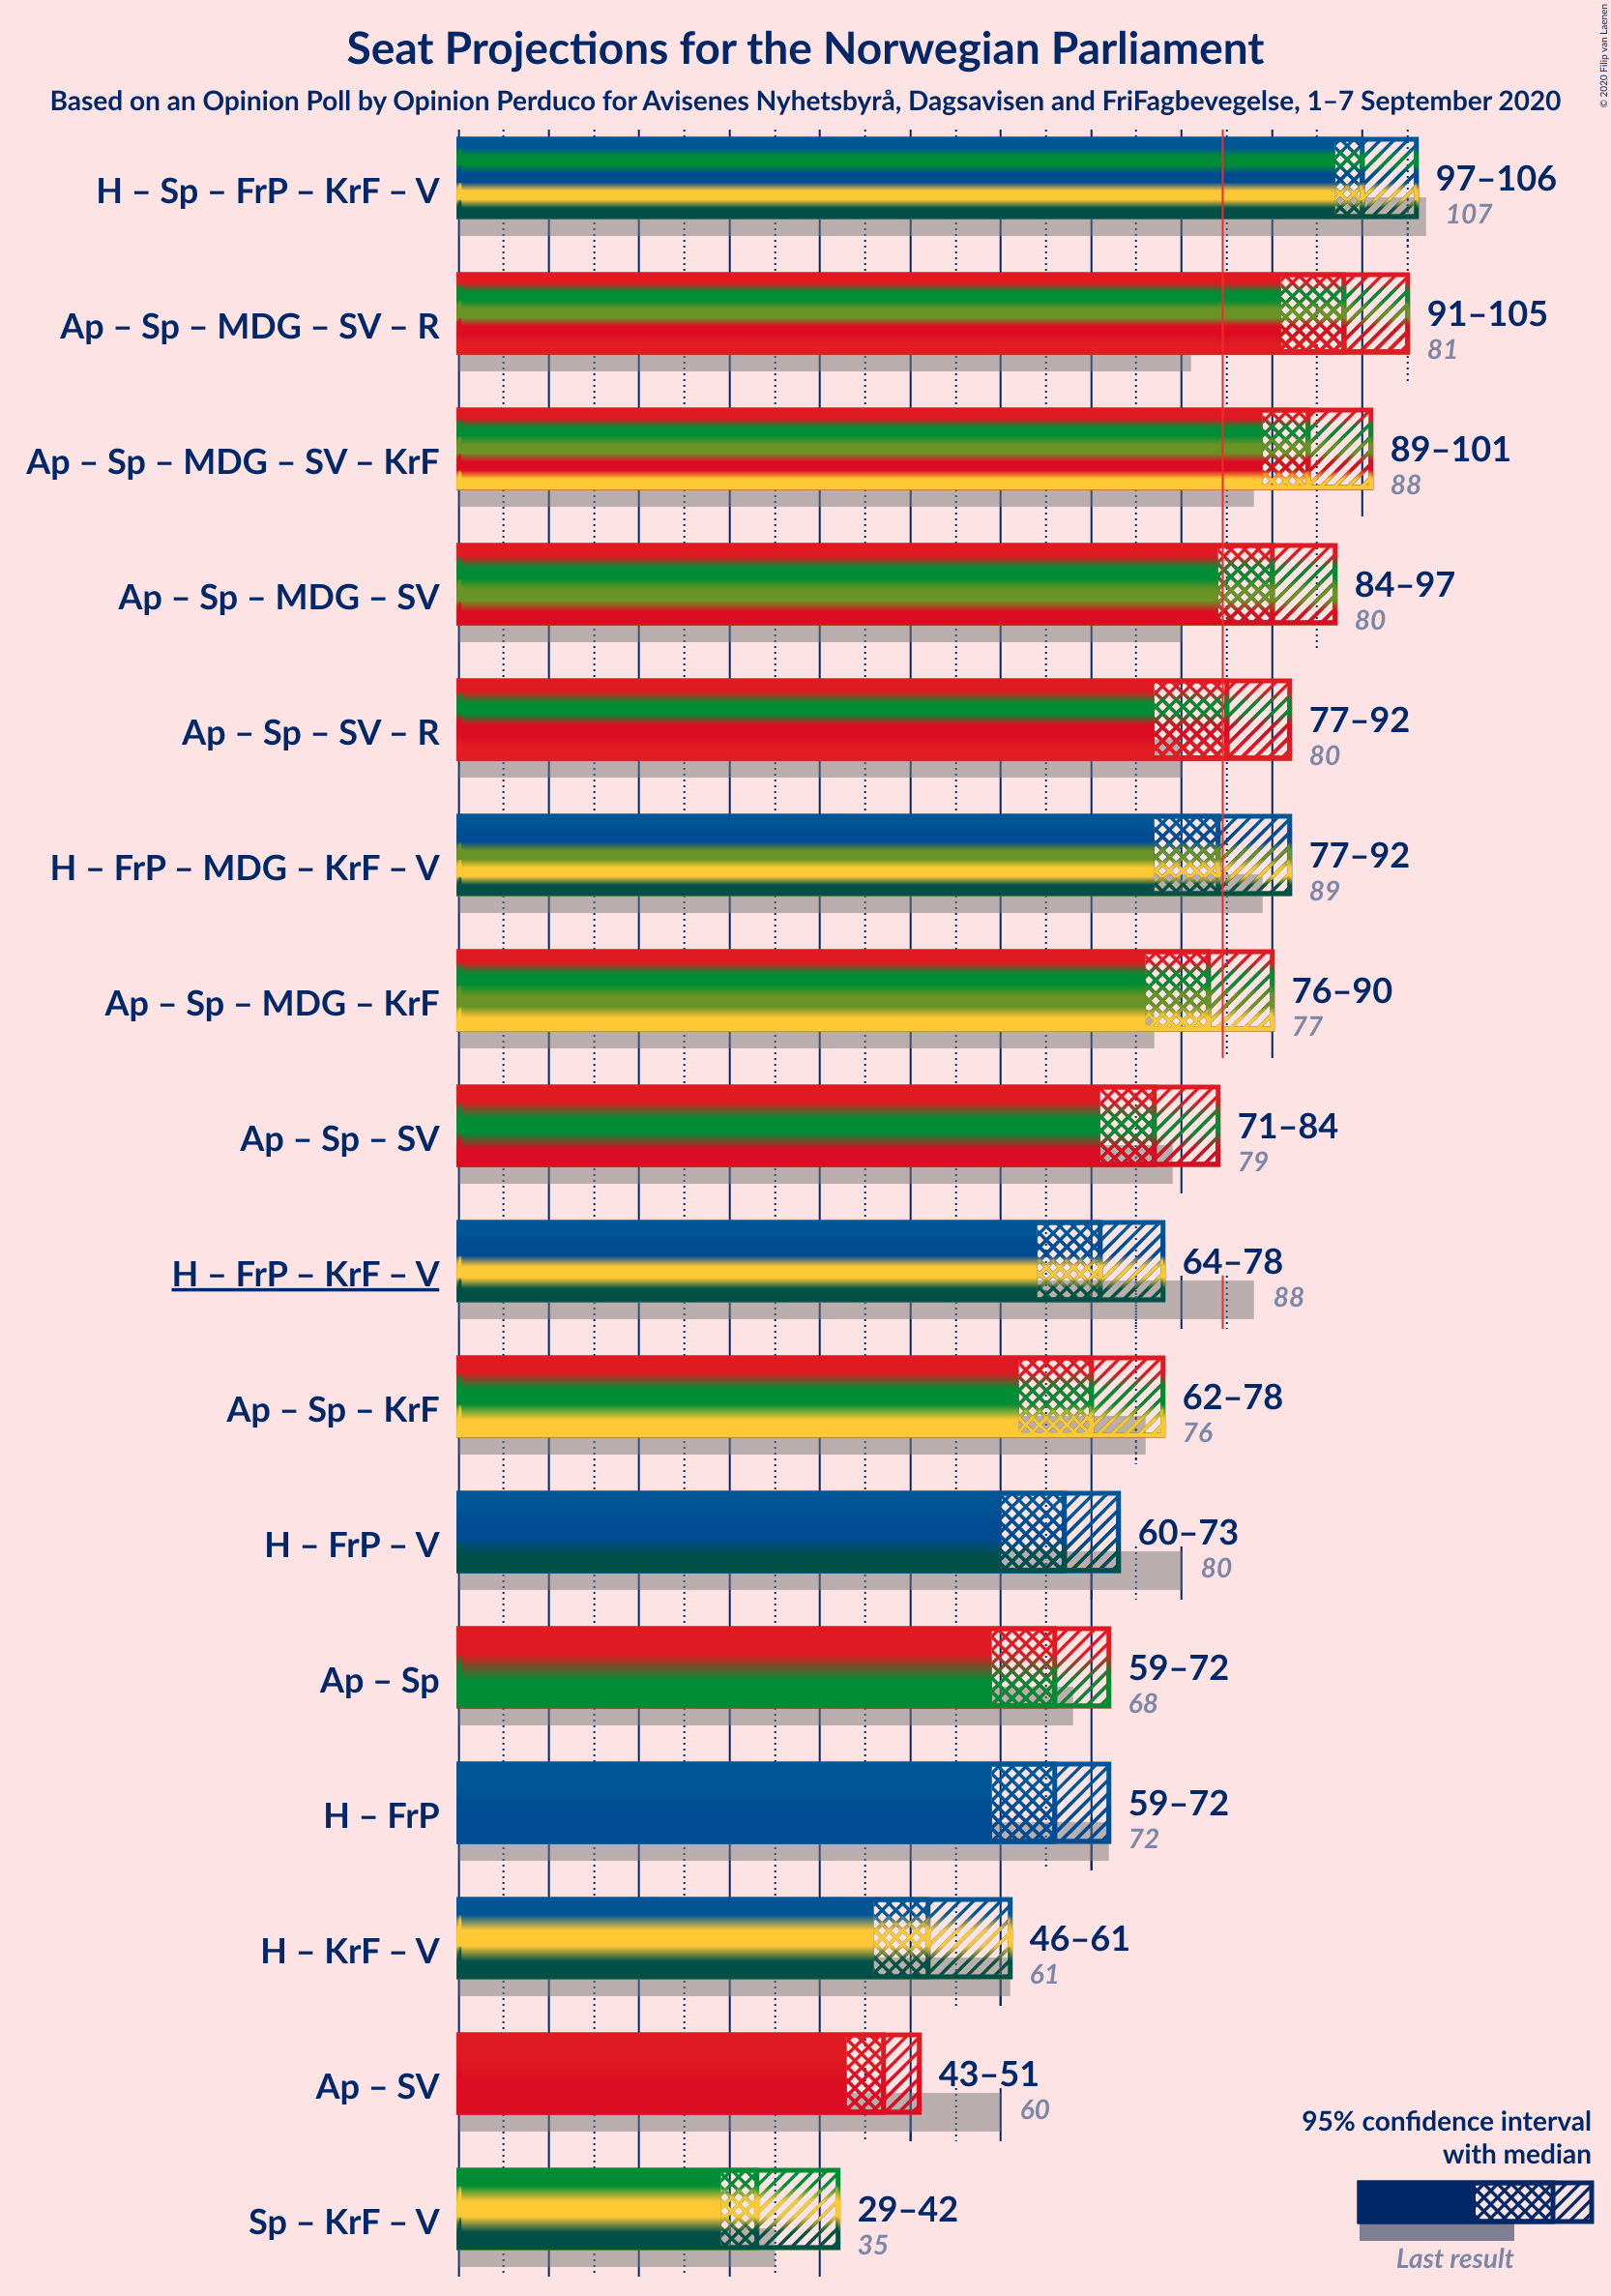 Seat Projections for the Norwegian Parliament
Based on an Opinion Poll by Opinion Perduco for Avisenes Nyhetsbyrå, Dagsavisen and FriFagbevegelse, 1–7 September 2020
© 2020 Filip van Laenen
H – Sp – FrP – KrF – V
97–106
107
Ap – Sp – MDG – SV – R
91–105
81
Ap – Sp – MDG – SV – KrF
89–101
88
Ap – Sp – MDG – SV
84–97
80
Ap – Sp – SV – R
77–92
80
H – FrP – MDG – KrF – V
77–92
89
Ap – Sp – MDG – KrF
76–90
77
Ap – Sp – SV
71–84
79
H – FrP – KrF – V
64–78
88
Ap – Sp – KrF
62–78
76
H – FrP – V
60–73
80
Ap – Sp
59–72
68
H – FrP
59–72
72
H – KrF – V
46–61
61
Ap – SV
43–51
60
Sp – KrF – V
29–42
35
95% confidence interval
with median
Last result